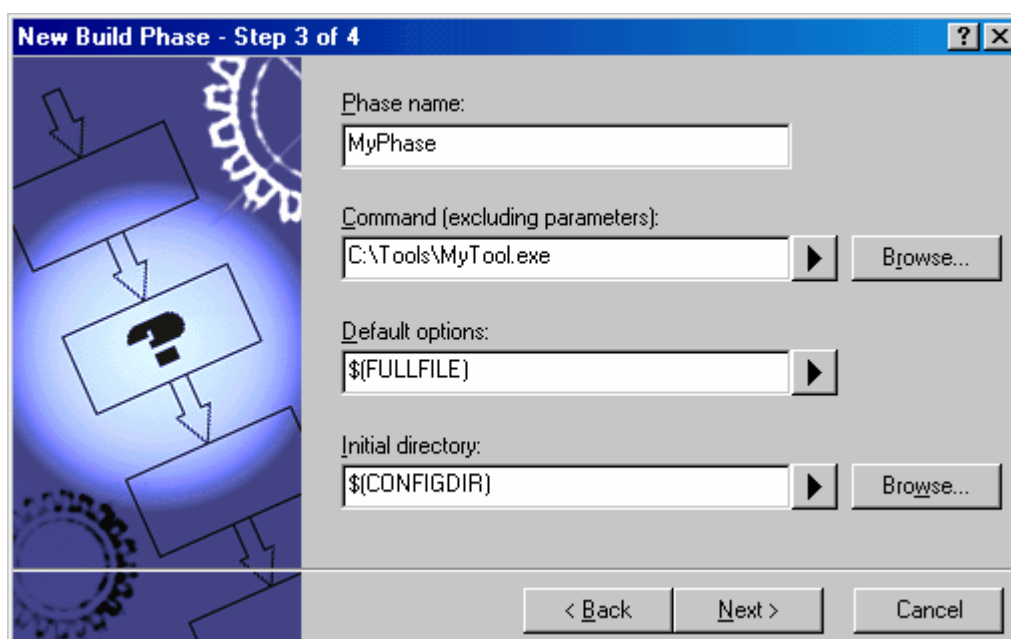 New Build Phase - Step 3 of 4
Phase name:
MyPhase
Command (excluding parameters):
C:\Tools\MyTool.exe
Browse...
Default options:
$(FULLFILE)
Initial directory:
$(CONFIGDIR)
Browse...
< Back
Next >
Cancel